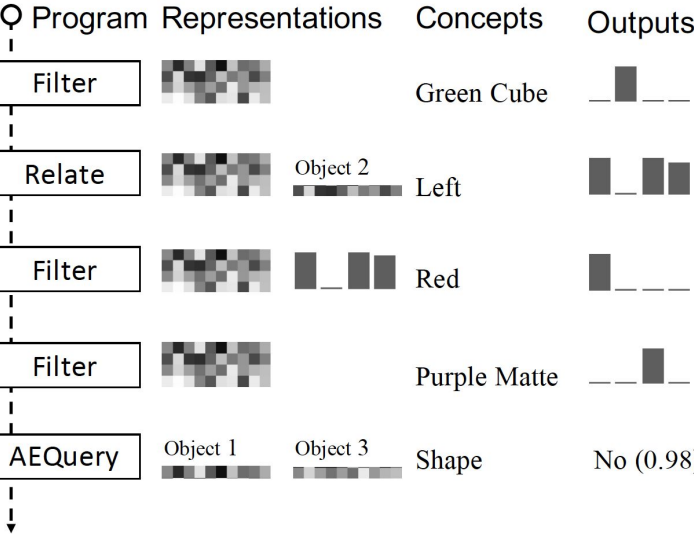 Program Representations Concepts Outputs
Filter Green Cube
Relate Object 2 Left
Filter Red
Filter Purple Matte
AEQuery Object 1 Object 3 Shape No (0.98)